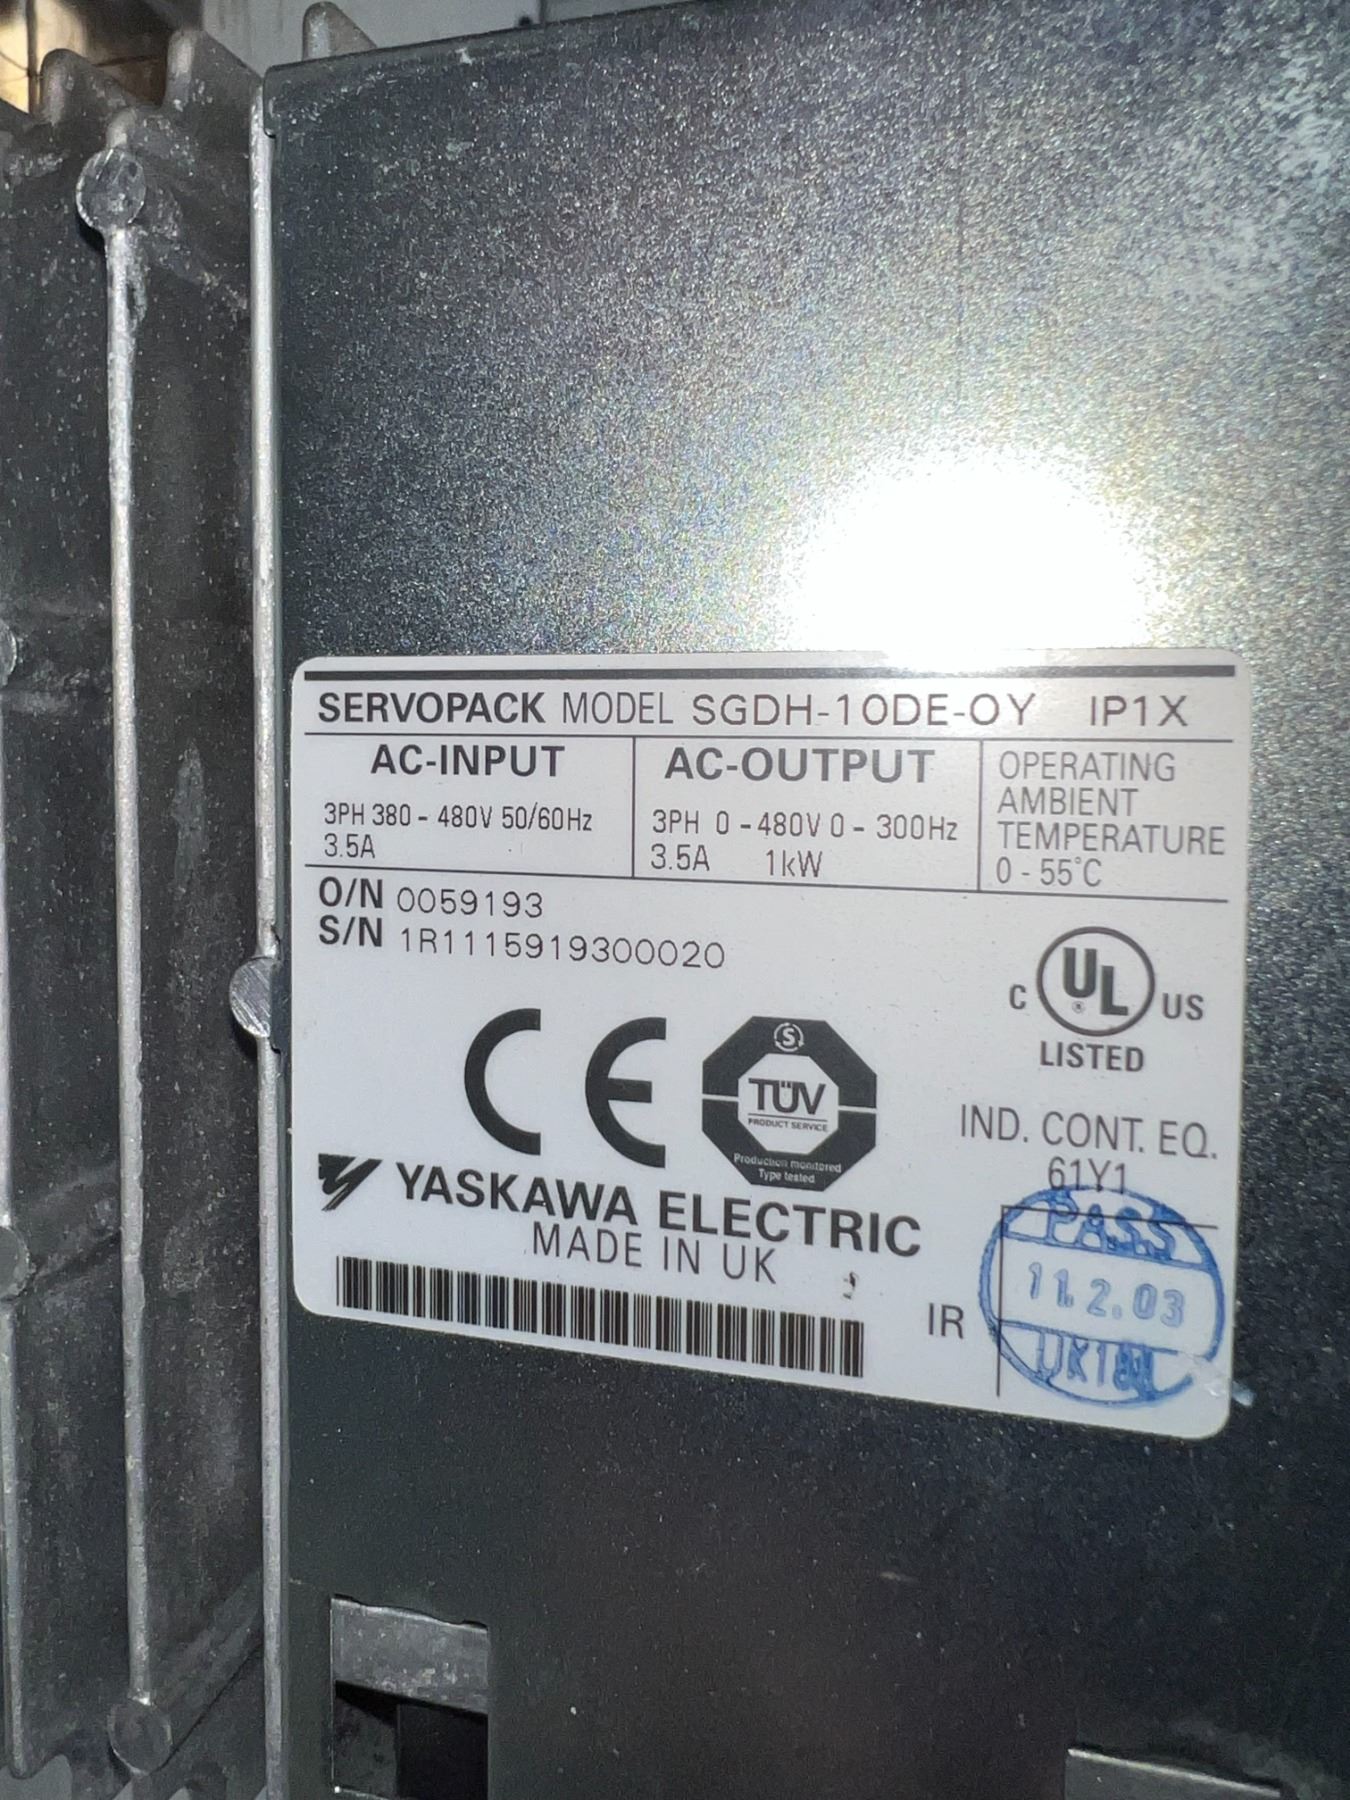 SERVOPACK MODEL SGDH-10DE-OY IP1X
AC-INPUT
3PH 380 - 480V 50/60Hz
3.5A
AC-OUTPUT
3PH 0 - 480V 0 - 300Hz
3.5A 1kW
OPERATING
AMBIENT
TEMPERATURE
0 - 55°C
O/N 0059193
S/N 1R1115919300020
C UL US
LISTED
IND. CONT. EQ.
61Y1
CE
S
TÜV
PRODUCT SERVICE
Production monitored
Type tested
YASKAWA ELECTRIC
MADE IN UK
IR
PASS
11.2.03